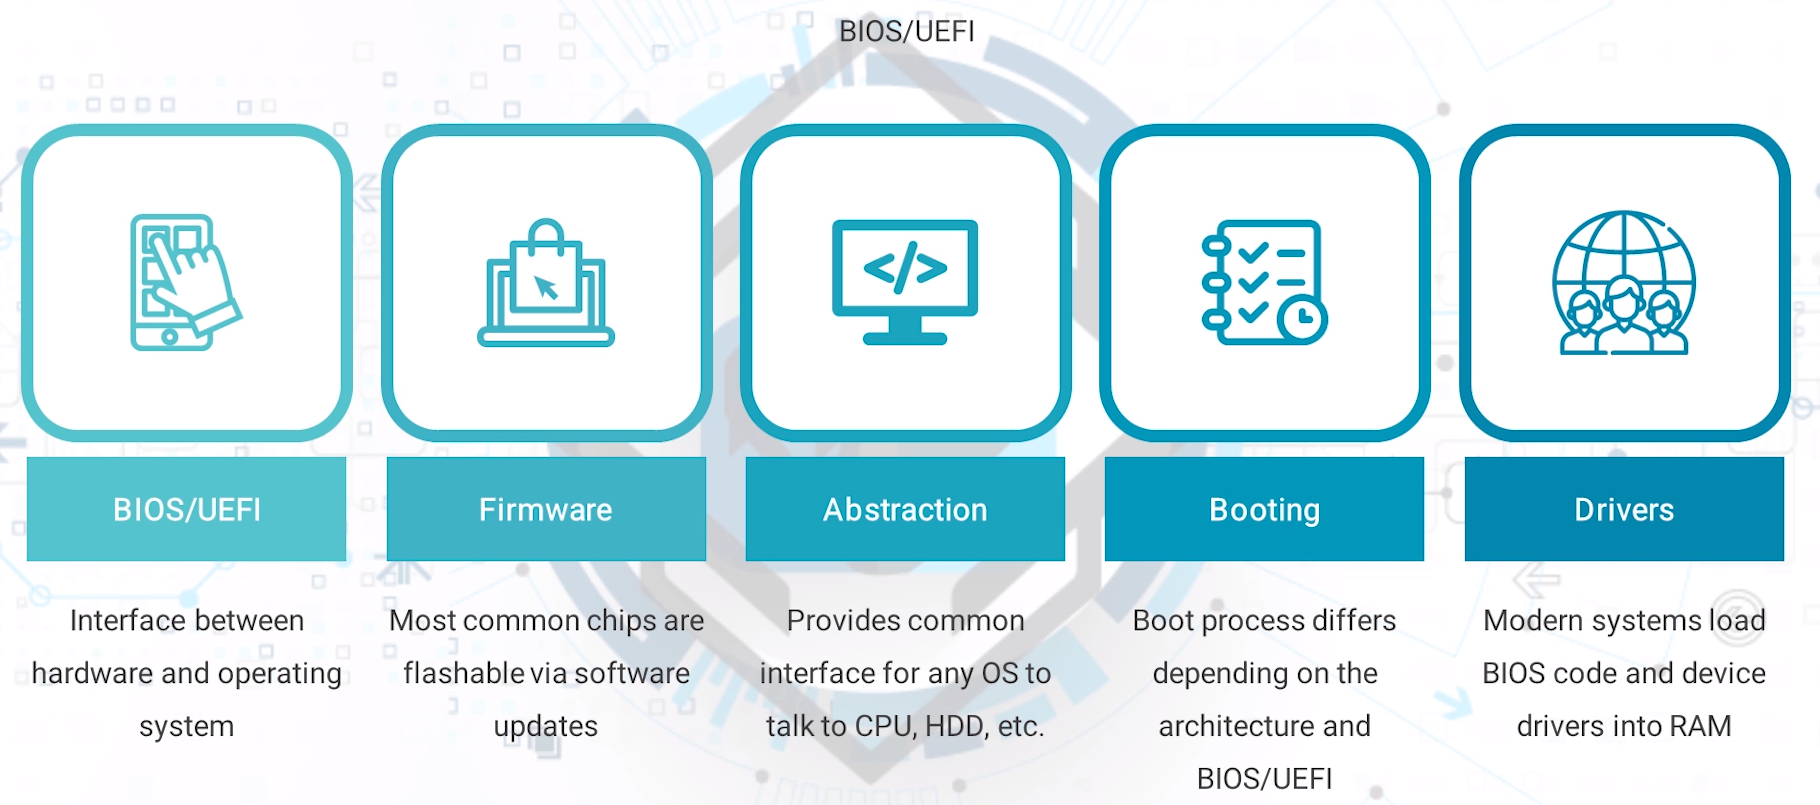 BIOS/UEFI
BIOS/UEFI
Interface between
hardware and operating
system
Firmware
Most common chips are
flashable via software
updates
Abstraction
Provides common
interface for any OS to
talk to CPU, HDD, etc.
Booting
Boot process differs
depending on the
architecture and
BIOS/UEFI
Drivers
Modern systems load
BIOS code and device
drivers into RAM